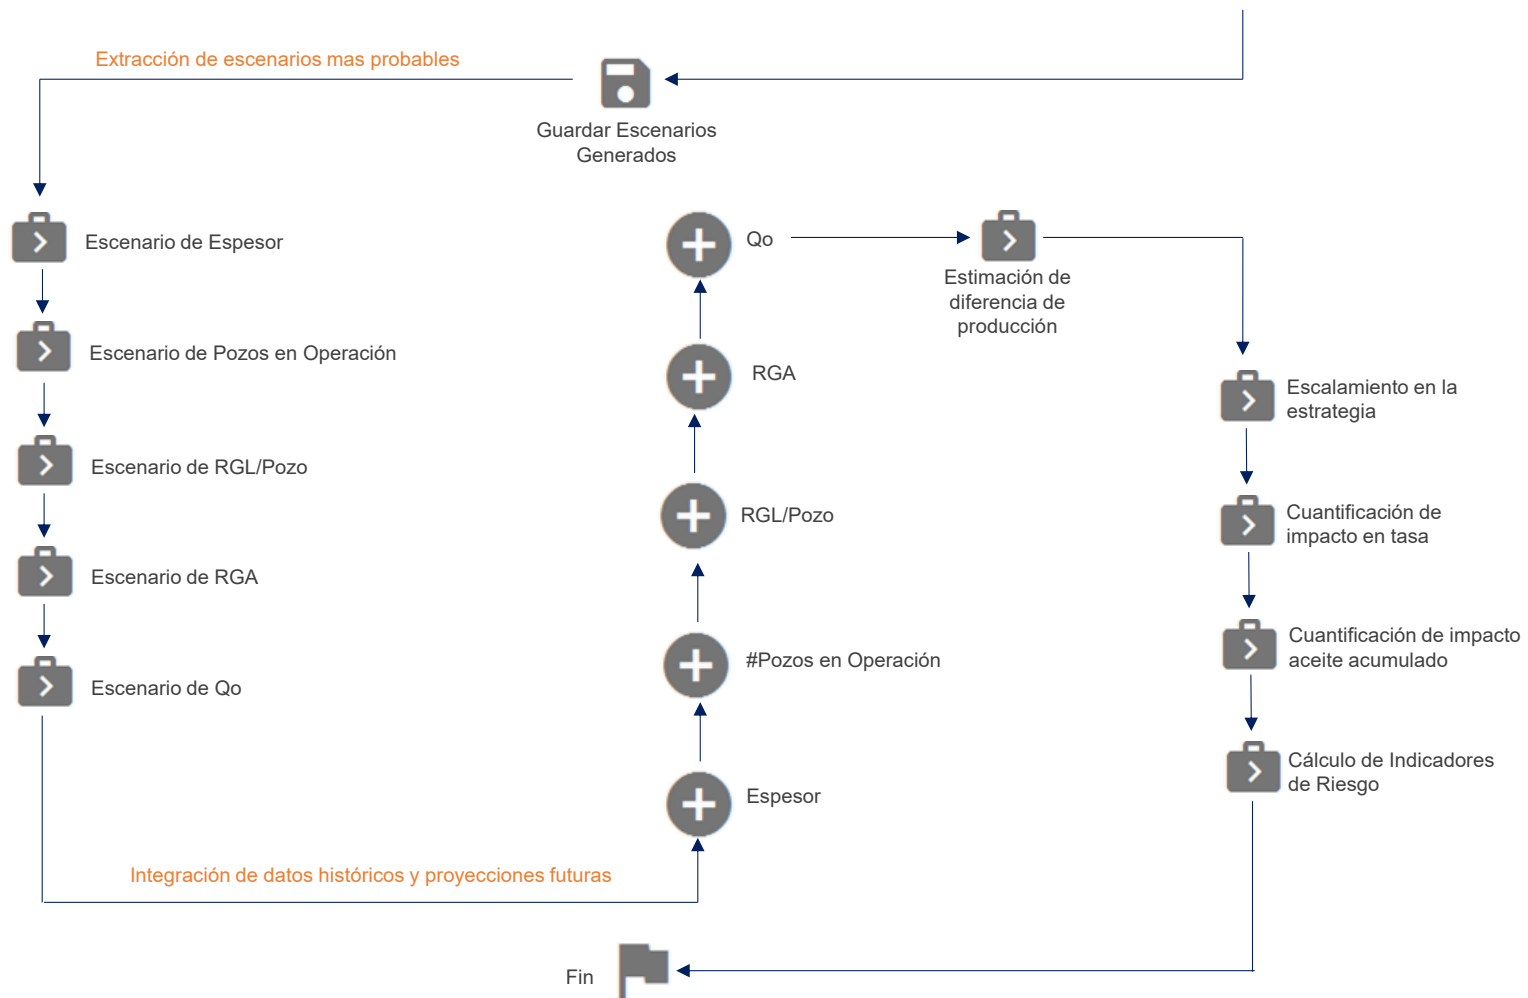 Extracción de escenarios mas probables
Guardar Escenarios
Generados
Escenario de Espesor
Escenario de Pozos en Operación
Escenario de RGL/Pozo
Escenario de RGA
Escenario de Qo
Integración de datos históricos y proyecciones futuras
Espesor
#Pozos en Operación
RGL/Pozo
RGA
Qo
Estimación de
diferencia de
producción
Escalamiento en la
estrategia
Cuantificación de
impacto en tasa
Cuantificación de impacto
aceite acumulado
Cálculo de Indicadores
de Riesgo
Fin